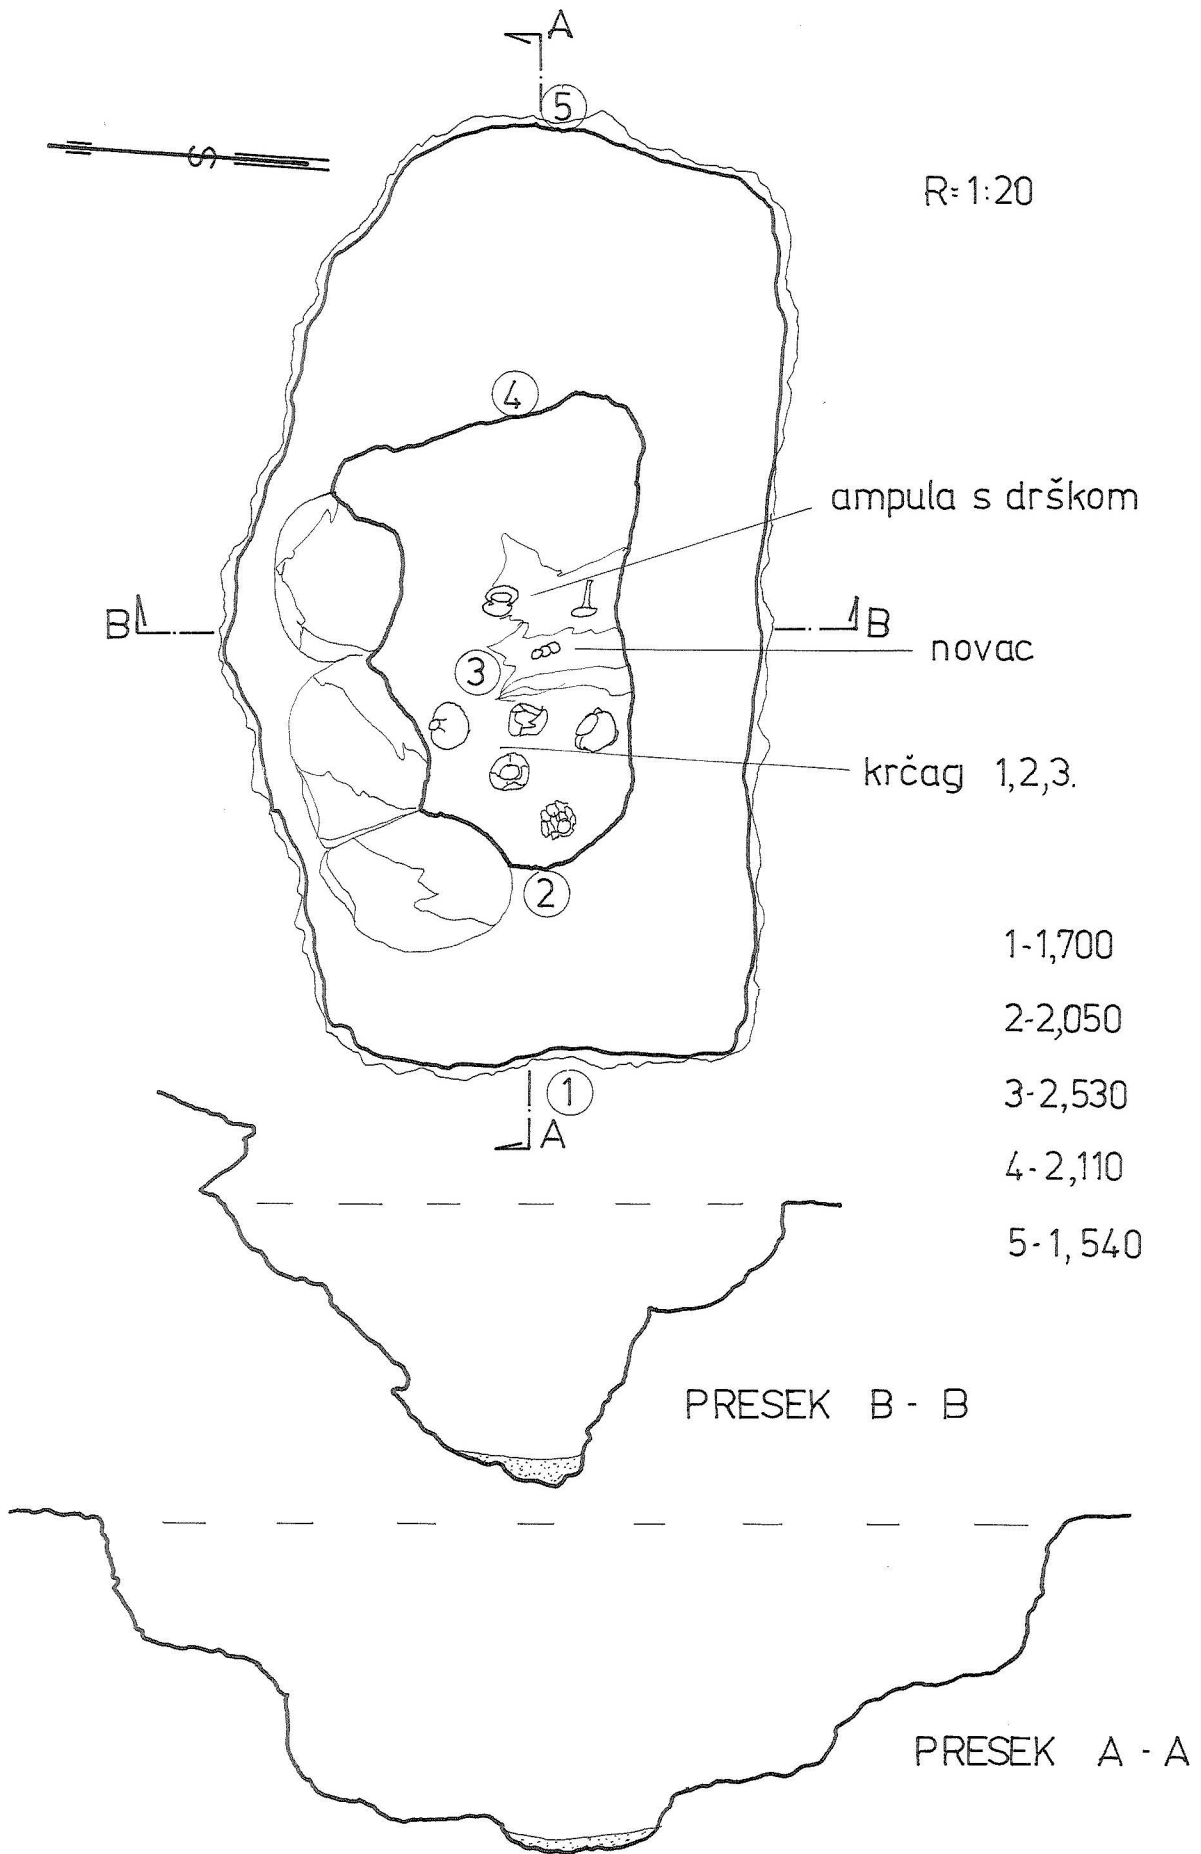 A
5
S
R=1:20
4
ampula s drškom
B
B
novac
3
krčag 1,2,3.
2
1-1,700
2-2,050
3-2,530
4-2,110
5-1,540
1
A
PRESEK B-B
PRESEK A-A